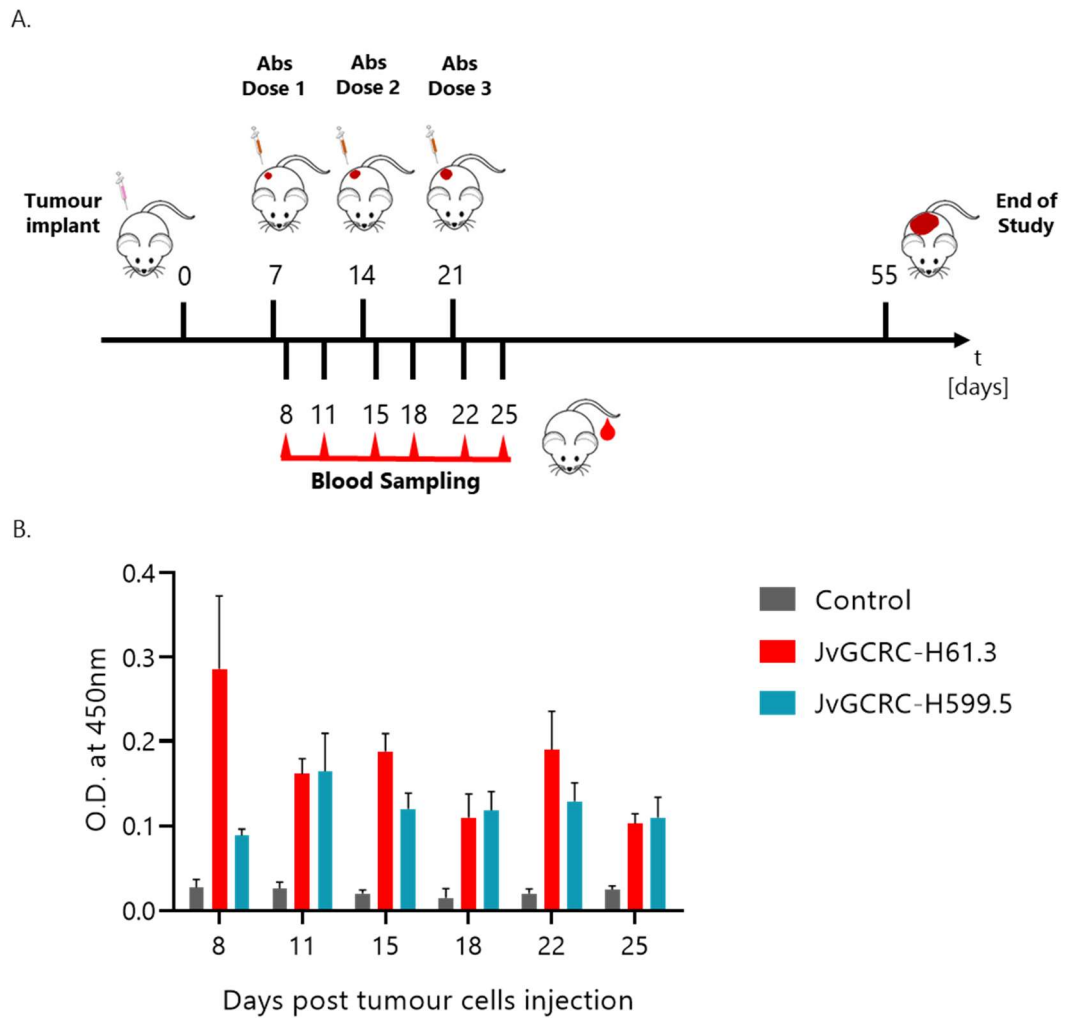 A.
Abs
Dose 1
Abs
Dose 2
Abs
Dose 3
Tumour
implant
End of
Study
0
7
14
21
55
t
[days]
8
11
15
18
22
25
Blood Sampling
B.
0.4
0.3
0.2
0.1
0.0
O.D. at 450nm
8
11
15
18
22
25
Days post tumour cells injection
Control
JvGCRC-H61.3
JvGCRC-H599.5